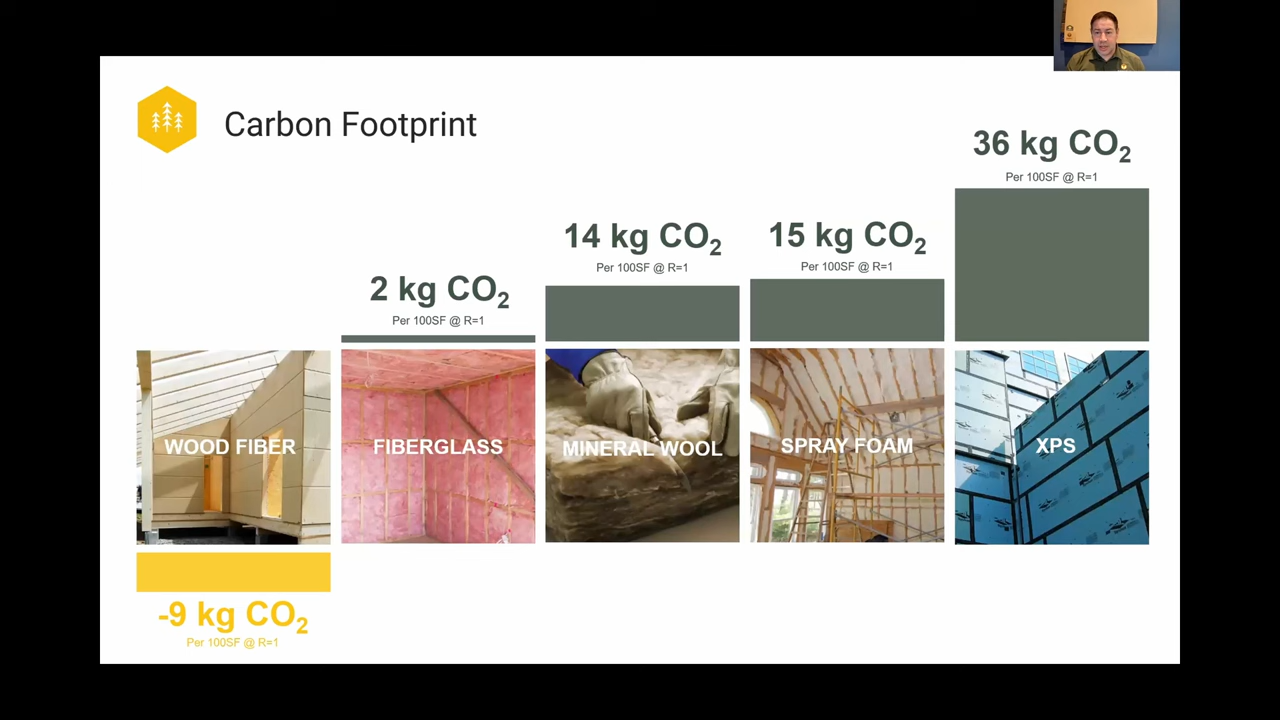 Carbon Footprint
36 kg CO₂
Per 100SF @ R=1
14 kg CO₂
Per 100SF @ R=1
15 kg CO₂
Per 100SF @ R=1
2 kg CO₂
Per 100SF @ R=1
WOOD FIBER
FIBERGLASS
MINERAL WOOL
SPRAY FOAM
XPS
-9 kg CO₂
Per 100SF @ R=1